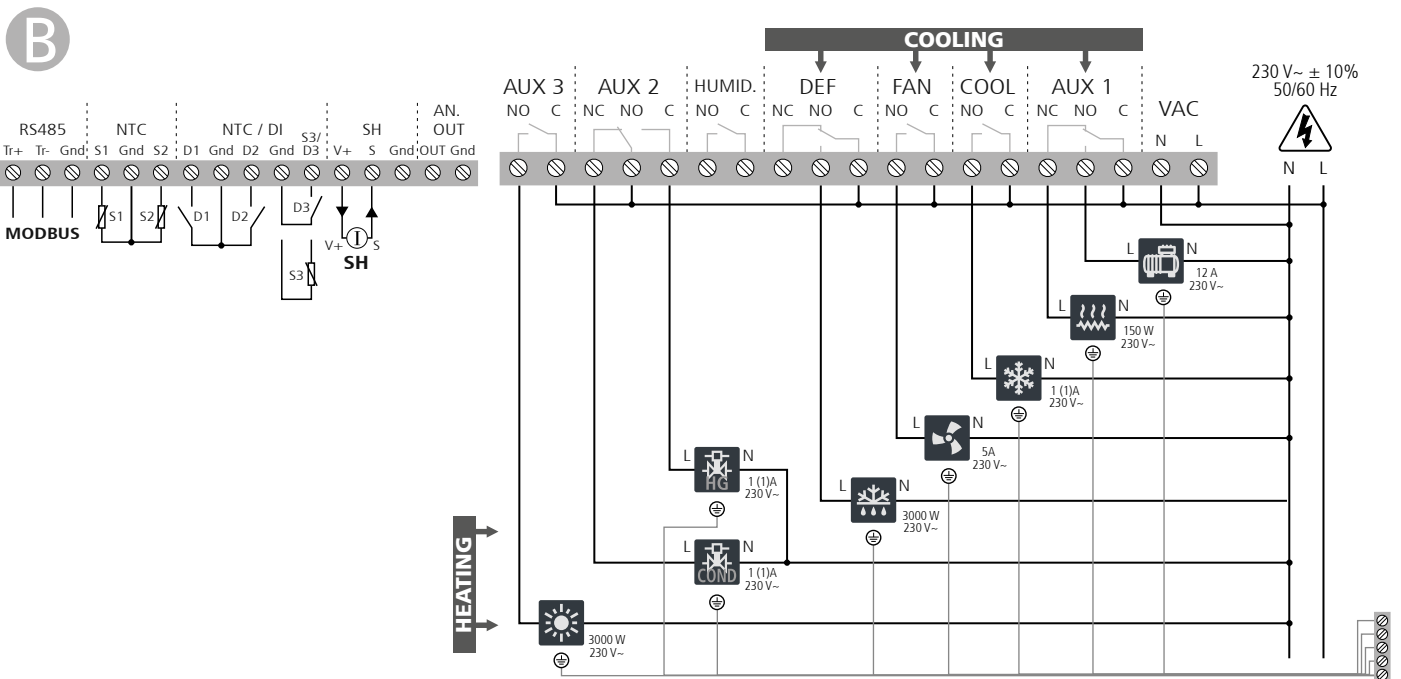 B
COOLING
AUX 3 AUX 2 HUMID. DEF FAN COOL AUX 1 VAC
230 V~ ± 10%
50/60 Hz
NO C NC NO C NO C NC NO C NO C NO C NC NO C
N L
N L
RS485 NTC NTC / DI SH AN. OUT
Tr+ Tr- Gnd S1 Gnd S2 D1 Gnd D2 Gnd S3/D3 V+ S Gnd OUT Gnd
S1 S2 D1 D2 D3
MODBUS
V+ I S
SH
S3
L N
12 A
230 V~
L N
150 W
230 V~
L N
1 (1)A
230 V~
L N
5A
230 V~
L N
HG
1 (1)A
230 V~
L N
3000 W
230 V~
L N
COND
1 (1)A
230 V~
HEATING
3000 W
230 V~